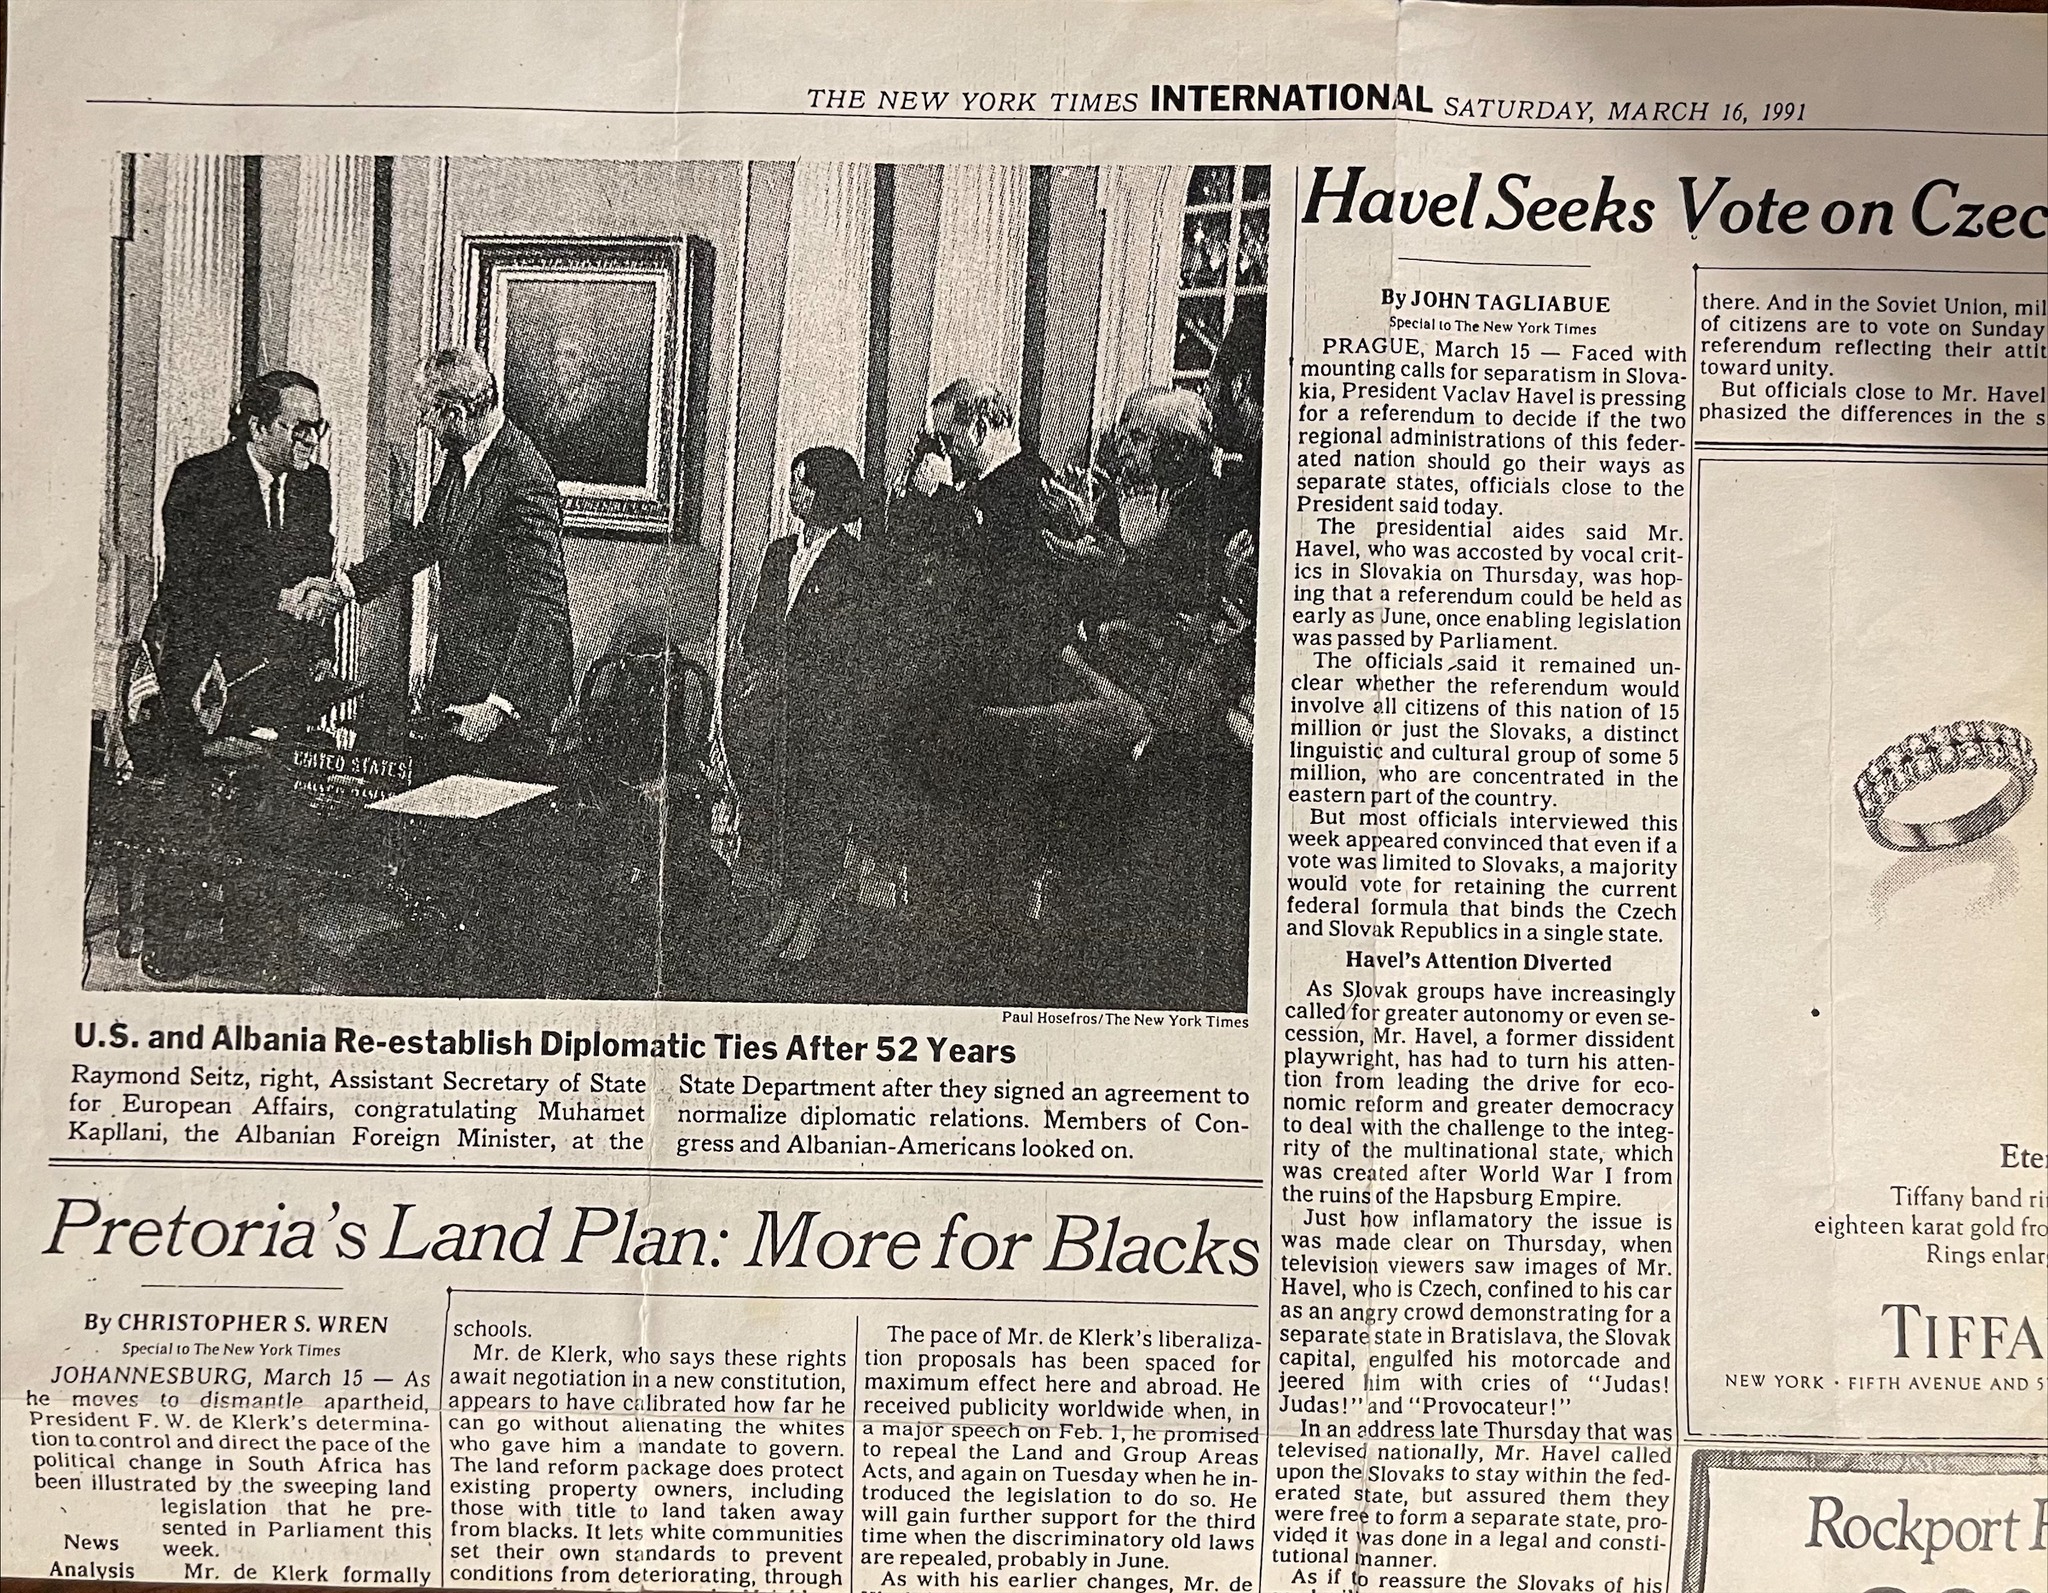 THE NEW YORK TIMES INTERNATIONAL SATURDAY, MARCH 16, 1991
UNITED STATES
Paul Hosefros/The New York Times
U.S. and Albania Re-establish Diplomatic Ties After 52 Years
Raymond Seitz, right, Assistant Secretary of State
for European Affairs, congratulating Muhamet
Kapllani, the Albanian Foreign Minister, at the
State Department after they signed an agreement to
normalize diplomatic relations. Members of Con-
gress and Albanian-Americans looked on.
Pretoria's Land Plan: More for Blacks
By CHRISTOPHER S. WREN
Special to The New York Times
JOHANNESBURG, March 15 — As
he moves to dismantle apartheid,
President F. W. de Klerk's determina-
tion to control and direct the pace of the
political change in South Africa has
been illustrated by the sweeping land
legislation that he pre-
sented in Parliament this
week.
News
Analysis
Mr. de Klerk formally
schools.
Mr. de Klerk, who says these rights
await negotiation in a new constitution,
appears to have calibrated how far he
can go without alienating the whites
who gave him a mandate to govern.
The land reform package does protect
existing property owners, including
those with title to land taken away
from blacks. It lets white communities
set their own standards to prevent
conditions from deteriorating, through
The pace of Mr. de Klerk's liberaliza-
tion proposals has been spaced for
maximum effect here and abroad. He
received publicity worldwide when, in
a major speech on Feb. 1, he promised
to repeal the Land and Group Areas
Acts, and again on Tuesday when he in-
troduced the legislation to do so. He
will gain further support for the third
time when the discriminatory old laws
are repealed, probably in June.
As with his earlier changes, Mr. de
Havel Seeks Vote on Czec
By JOHN TAGLIABUE
Special to The New York Times
PRAGUE, March 15 — Faced with
mounting calls for separatism in Slova-
kia, President Vaclav Havel is pressing
for a referendum to decide if the two
regional administrations of this feder-
ated nation should go their ways as
separate states, officials close to the
President said today.
The presidential aides said Mr.
Havel, who was accosted by vocal crit-
ics in Slovakia on Thursday, was hop-
ing that a referendum could be held as
early as June, once enabling legislation
was passed by Parliament.
The officials said it remained un-
clear whether the referendum would
involve all citizens of this nation of 15
million or just the Slovaks, a distinct
linguistic and cultural group of some 5
million, who are concentrated in the
eastern part of the country.
But most officials interviewed this
week appeared convinced that even if a
vote was limited to Slovaks, a majority
would vote for retaining the current
federal formula that binds the Czech
and Slovak Republics in a single state.
Havel's Attention Diverted
As Slovak groups have increasingly
called for greater autonomy or even se-
cession, Mr. Havel, a former dissident
playwright, has had to turn his atten-
tion from leading the drive for eco-
nomic reform and greater democracy
to deal with the challenge to the integ-
rity of the multinational state, which
was created after World War I from
the ruins of the Hapsburg Empire.
Just how inflamatory the issue is
was made clear on Thursday, when
television viewers saw images of Mr.
Havel, who is Czech, confined to his car
as an angry crowd demonstrating for a
separate state in Bratislava, the Slovak
capital, engulfed his motorcade and
jeered him with cries of "Judas!
Judas!" and "Provocateur!"
In an address late Thursday that was
televised nationally, Mr. Havel called
upon the Slovaks to stay within the fed-
erated state, but assured them they
were free to form a separate state, pro-
vided it was done in a legal and consti-
tutional manner.
As if to reassure the Slovaks of his
there. And in the Soviet Union, mil
of citizens are to vote on Sunday
referendum reflecting their attit
toward unity.
But officials close to Mr. Havel
phasized the differences in the s
Eter
Tiffany band ri
eighteen karat gold fro
Rings enlar
TIFFA
NEW YORK • FIFTH AVENUE AND 5
Rockport